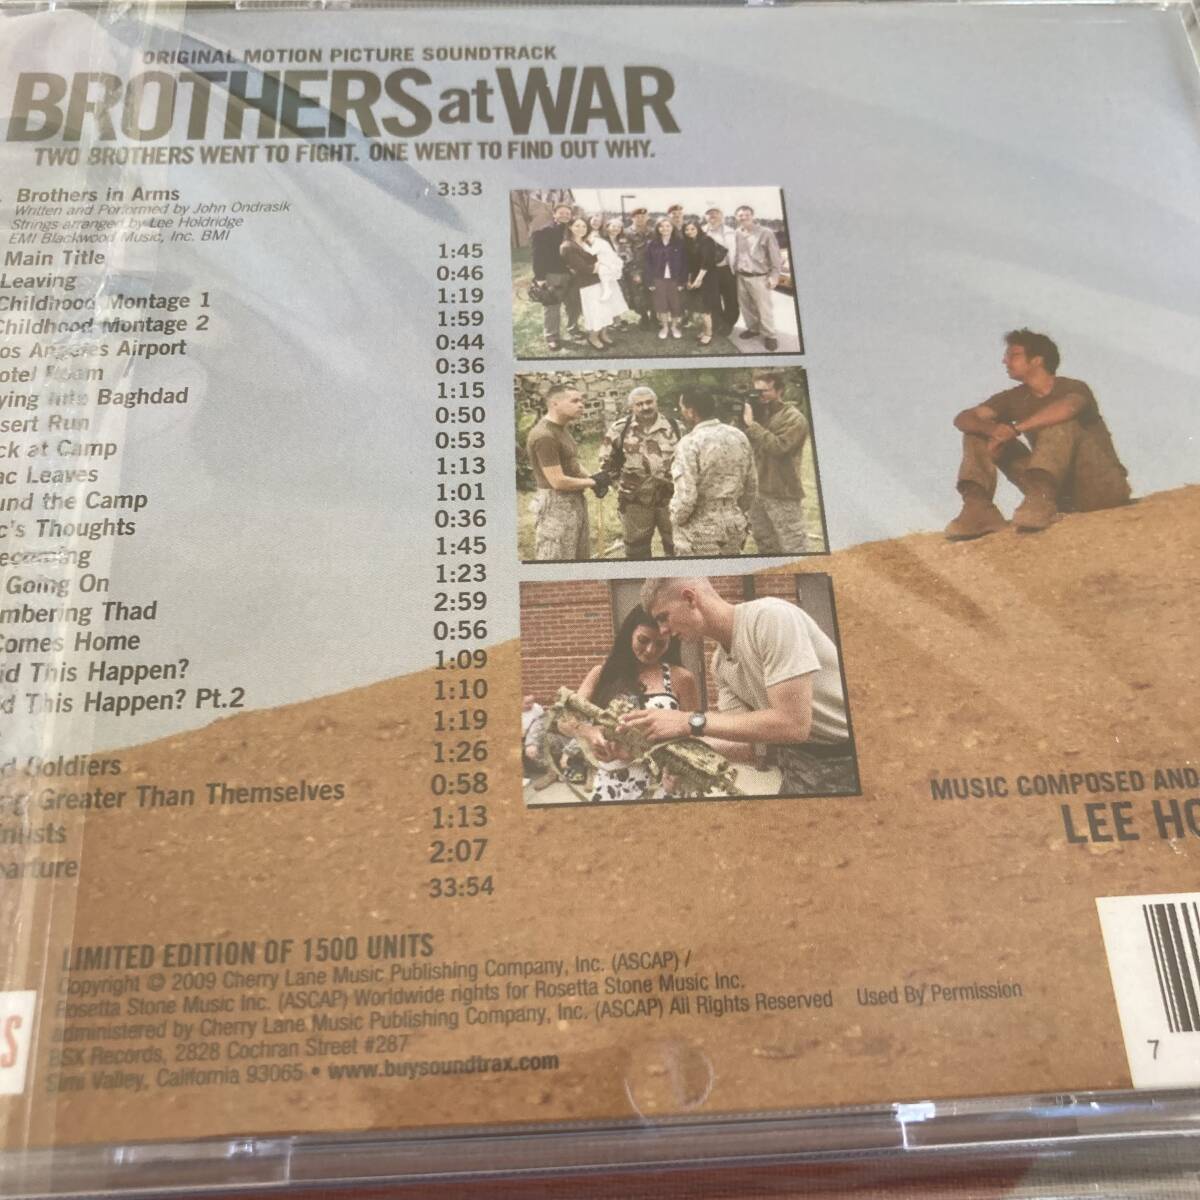 ORIGINAL MOTION PICTURE SOUNDTRACK
BROTHERS at WAR
TWO BROTHERS WENT TO FIGHT. ONE WENT TO FIND OUT WHY.
Brothers in Arms 3:33
Written and Performed by John Ondrasik
Strings arranged by Lee Holdridge
EMI Blackwood Music, Inc. BMI
Main Title 1:45
Leaving 0:46
Childhood Montage 1 1:19
Childhood Montage 2 1:59
os Angeles Airport 0:44
otel Room 0:36
ying into Baghdad 1:15
sert Run 0:50
ck at Camp 0:53
ac Leaves 1:13
und the Camp 1:01
c's Thoughts 0:36
ecoming 1:45
Going On 1:23
mbering Thad 2:59
Comes Home 0:56
id This Happen? 1:09
d This Happen? Pt.2 1:10
1:19
d Soldiers 1:26
Greater Than Themselves 0:58
nlists 1:13
parture 2:07
33:54
MUSIC COMPOSED AND
LEE HO
LIMITED EDITION OF 1500 UNITS
Copyright © 2009 Cherry Lane Music Publishing Company, Inc. (ASCAP) /
Rosetta Stone Music Inc. (ASCAP) Worldwide rights for Rosetta Stone Music Inc.
administered by Cherry Lane Music Publishing Company, Inc. (ASCAP) All Rights Reserved Used By Permission
BSX Records, 2828 Cochran Street #287
Simi Valley, California 93065 • www.buysoundtrax.com
S
7